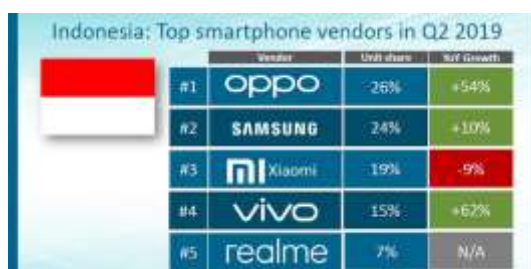 Indonesia: Top smartphone vendors in Q2 2019
Vendor Unit share YoY Growth
#1 oppo 26% +54%
#2 SAMSUNG 24% +10%
#3 MI Xiaomi 19% -9%
#4 vivo 15% +62%
#5 realme 7% N/A